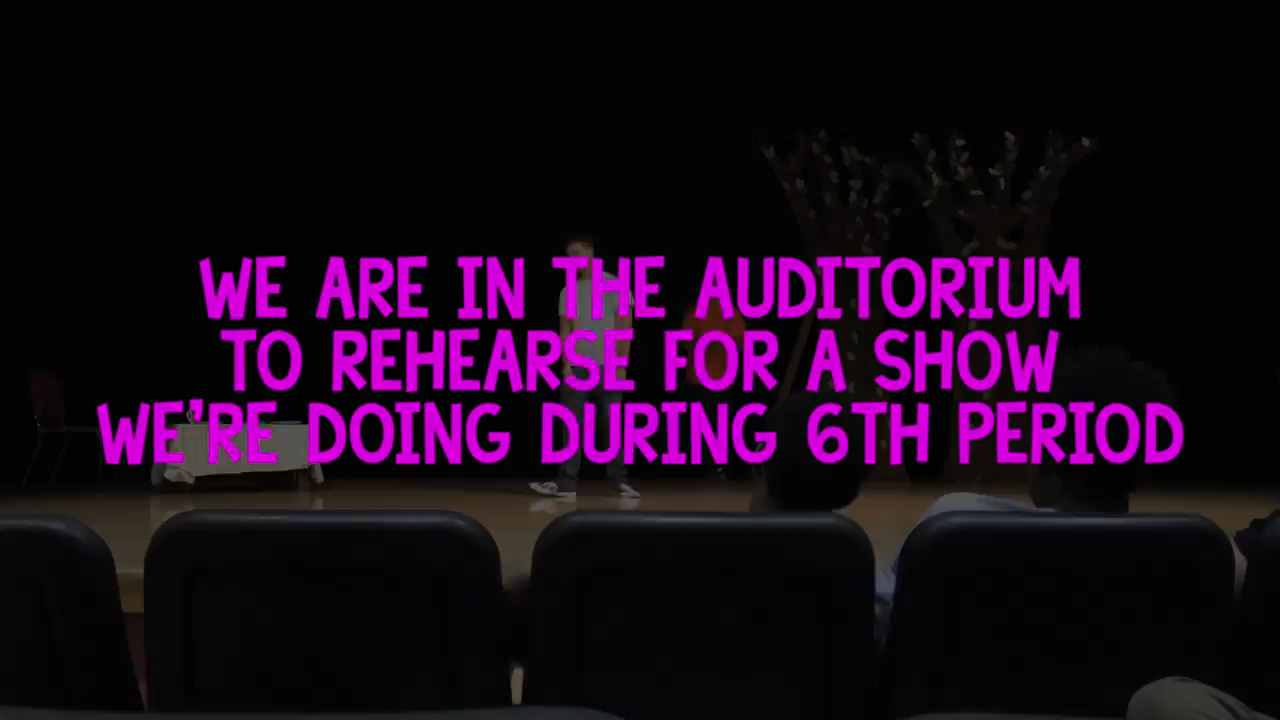 WE ARE IN THE AUDITORIUM
TO REHEARSE FOR A SHOW
WE'RE DOING DURING 6TH PERIOD